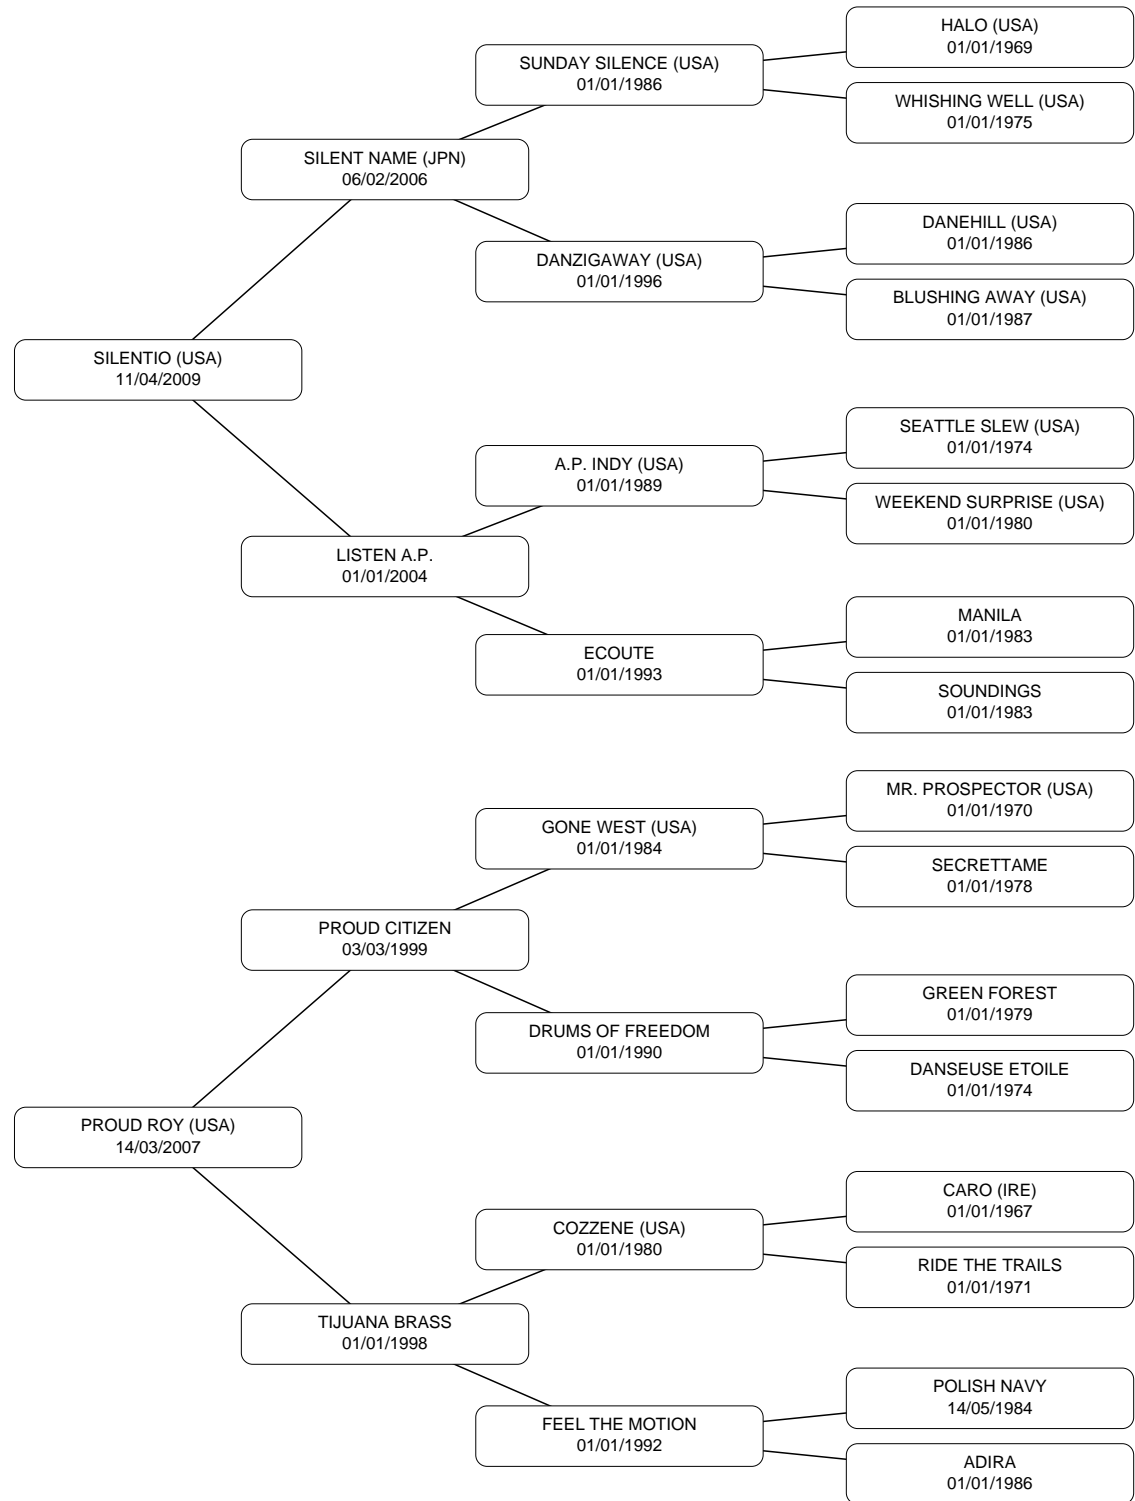 HALO (USA)
01/01/1969
SUNDAY SILENCE (USA)
01/01/1986
WHISHING WELL (USA)
01/01/1975
SILENT NAME (JPN)
06/02/2006
DANEHILL (USA)
01/01/1986
DANZIGAWAY (USA)
01/01/1996
BLUSHING AWAY (USA)
01/01/1987
SILENTIO (USA)
11/04/2009
SEATTLE SLEW (USA)
01/01/1974
A.P. INDY (USA)
01/01/1989
WEEKEND SURPRISE (USA)
01/01/1980
LISTEN A.P.
01/01/2004
MANILA
01/01/1983
ECOUTE
01/01/1993
SOUNDINGS
01/01/1983
MR. PROSPECTOR (USA)
01/01/1970
GONE WEST (USA)
01/01/1984
SECRETTAME
01/01/1978
PROUD CITIZEN
03/03/1999
GREEN FOREST
01/01/1979
DRUMS OF FREEDOM
01/01/1990
DANSEUSE ETOILE
01/01/1974
PROUD ROY (USA)
14/03/2007
CARO (IRE)
01/01/1967
COZZENE (USA)
01/01/1980
RIDE THE TRAILS
01/01/1971
TIJUANA BRASS
01/01/1998
POLISH NAVY
14/05/1984
FEEL THE MOTION
01/01/1992
ADIRA
01/01/1986